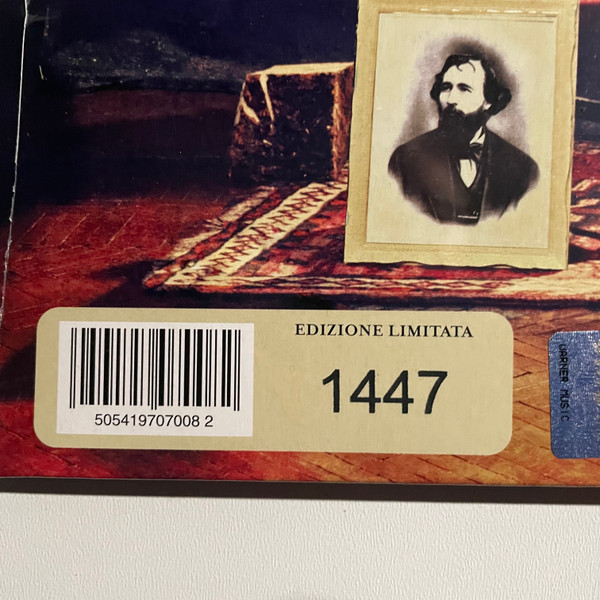 EDIZIONE LIMITATA
1447
505419707008 2
WARNER MUSIC